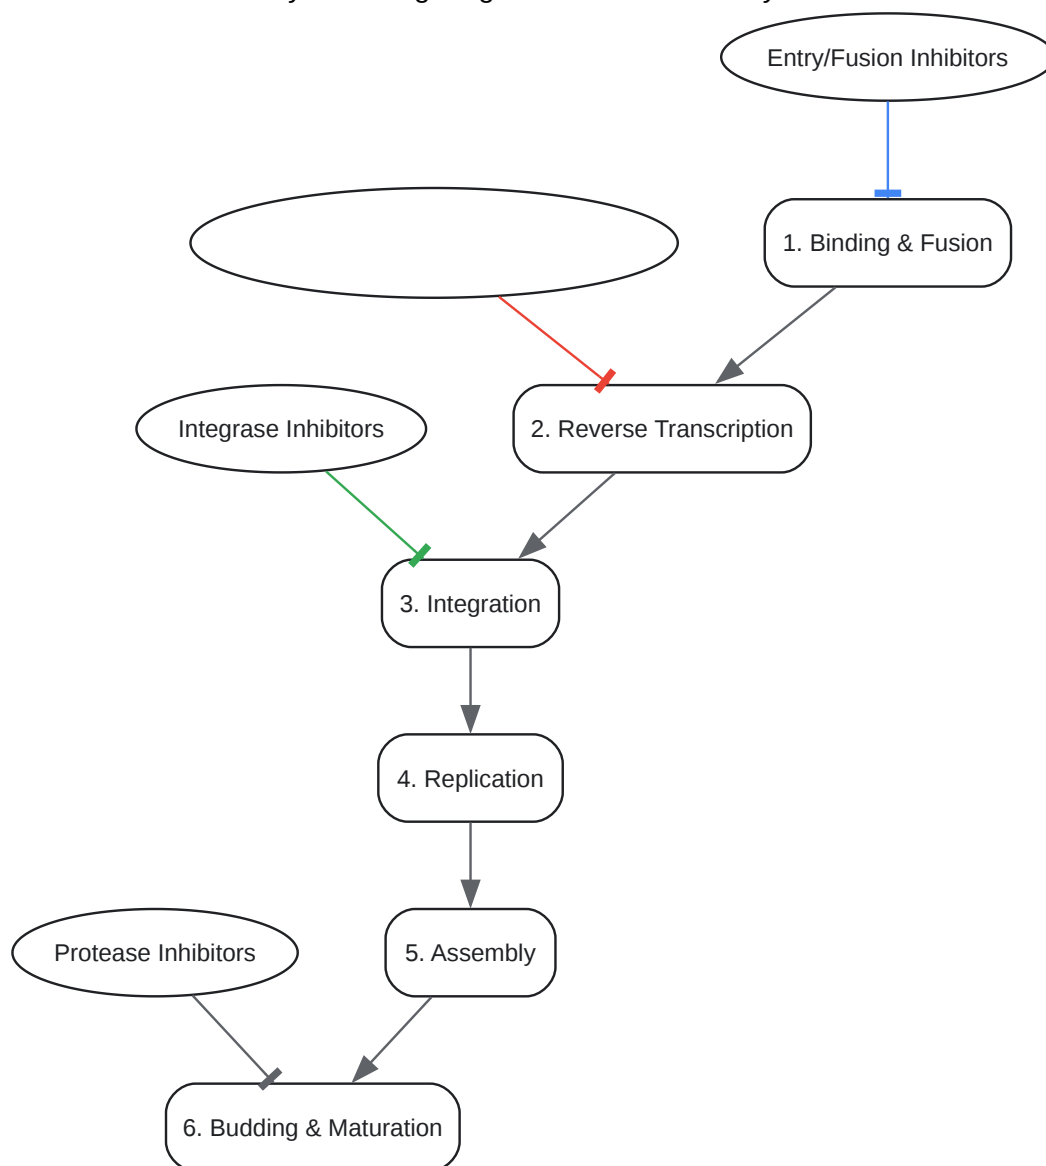 Entry/Fusion Inhibitors
1. Binding & Fusion
Integrase Inhibitors
2. Reverse Transcription
3. Integration
4. Replication
Protease Inhibitors
5. Assembly
6. Budding & Maturation